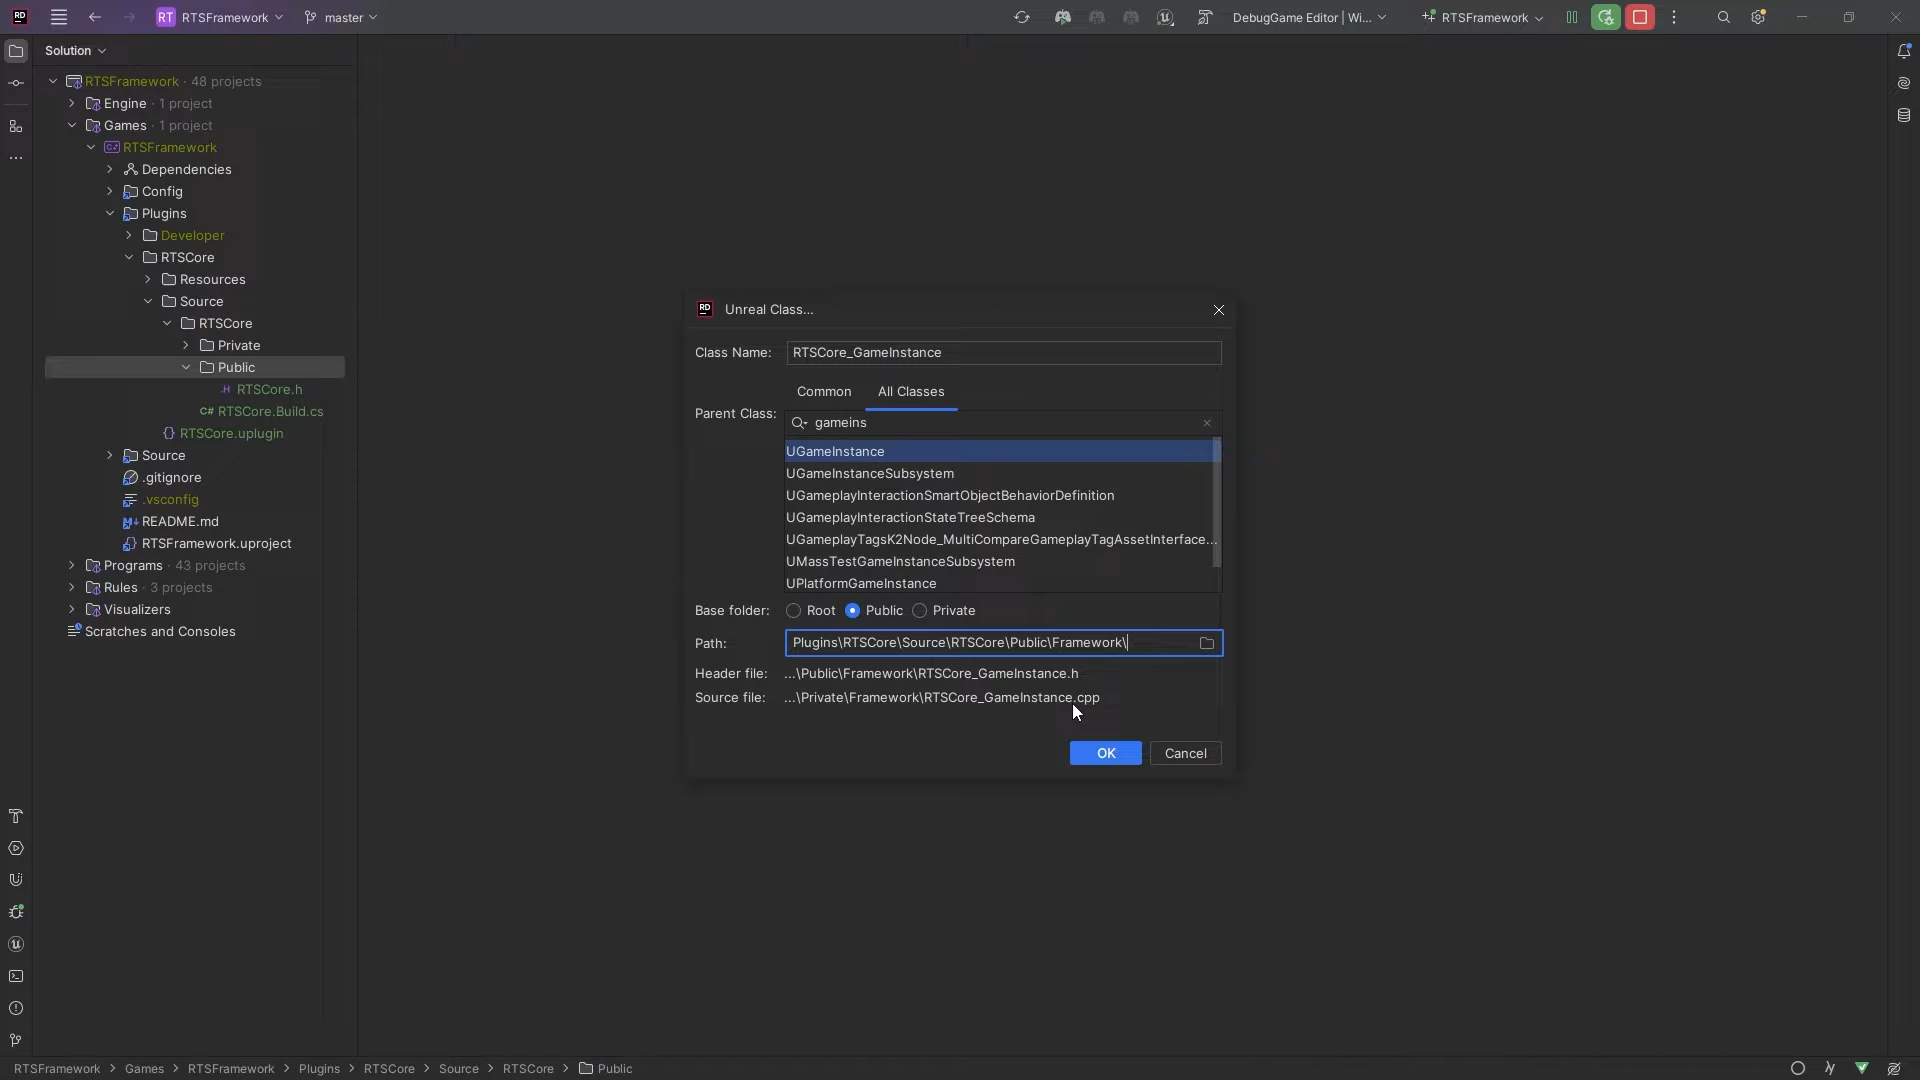 RD
RT RTSFramework
master
DebugGame Editor | Wi...
RTSFramework
Solution
RTSFramework · 48 projects
Engine · 1 project
Games · 1 project
RTSFramework
Dependencies
Config
Plugins
Developer
RTSCore
Resources
Source
RTSCore
Private
Public
H RTSCore.h
C# RTSCore.Build.cs
{} RTSCore.uplugin
Source
.gitignore
.vsconfig
M↓ README.md
RTSFramework.uproject
Programs · 43 projects
Rules · 3 projects
Visualizers
Scratches and Consoles
RD Unreal Class...
Class Name: RTSCore_GameInstance
Common All Classes
Parent Class:
gameins
UGameInstance
UGameInstanceSubsystem
UGameplayInteractionSmartObjectBehaviorDefinition
UGameplayInteractionStateTreeSchema
UGameplayTagsK2Node_MultiCompareGameplayTagAssetInterface...
UMassTestGameInstanceSubsystem
UPlatformGameInstance
Base folder: Root Public Private
Path: Plugins\RTSCore\Source\RTSCore\Public\Framework\
Header file: ...\Public\Framework\RTSCore_GameInstance.h
Source file: ...\Private\Framework\RTSCore_GameInstance.cpp
OK Cancel
RTSFramework > Games > RTSFramework > Plugins > RTSCore > Source > RTSCore > Public